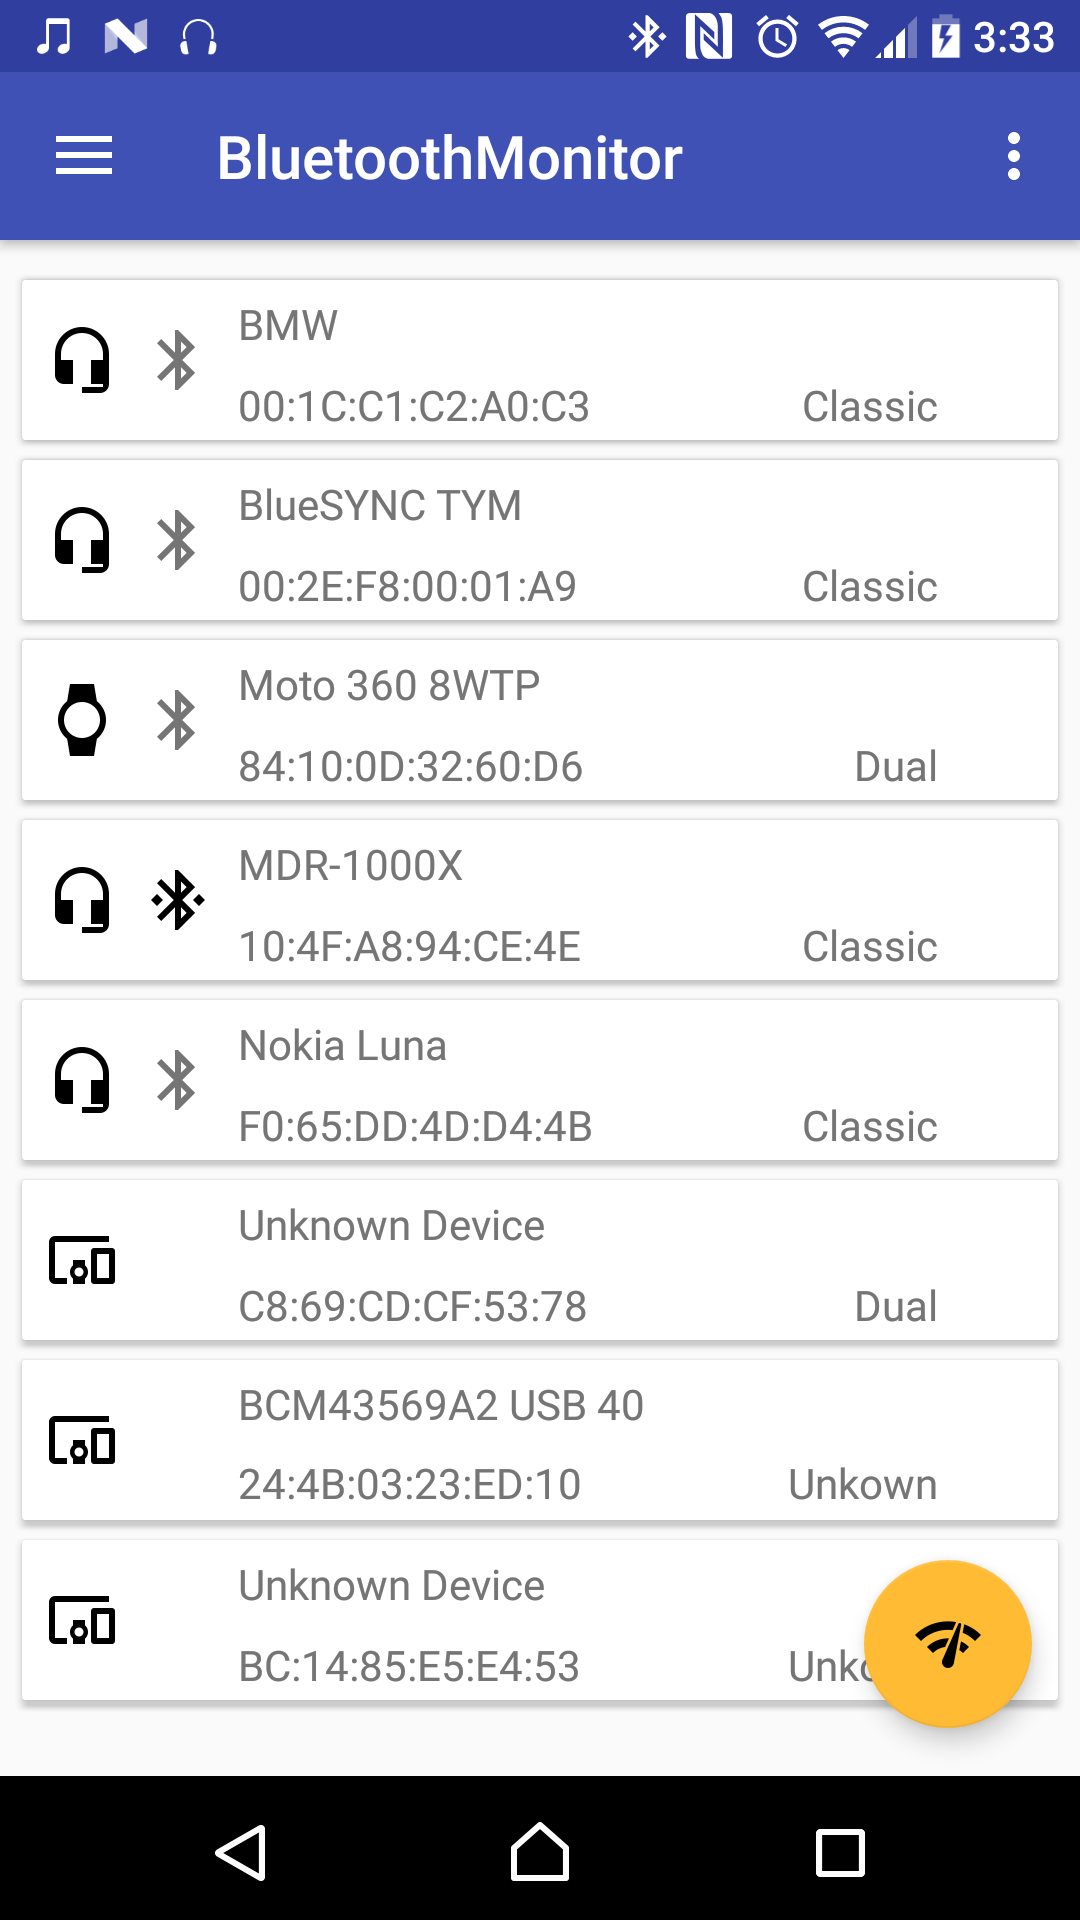 3:33
BluetoothMonitor
BMW
00:1C:C1:C2:A0:C3 Classic
BlueSYNC TYM
00:2E:F8:00:01:A9 Classic
Moto 360 8WTP
84:10:0D:32:60:D6 Dual
MDR-1000X
10:4F:A8:94:CE:4E Classic
Nokia Luna
F0:65:DD:4D:D4:4B Classic
Unknown Device
C8:69:CD:CF:53:78 Dual
BCM43569A2 USB 40
24:4B:03:23:ED:10 Unkown
Unknown Device
BC:14:85:E5:E4:53